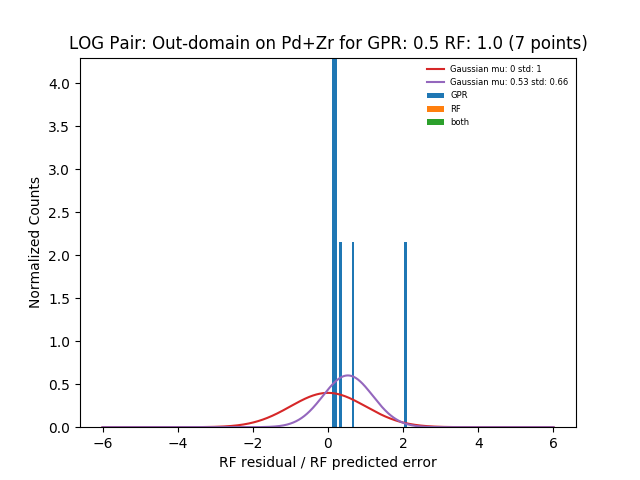 LOG Pair: Out-domain on Pd+Zr for GPR: 0.5 RF: 1.0 (7 points)
Gaussian mu: 0 std: 1
Gaussian mu: 0.53 std: 0.66
GPR
RF
both
Normalized Counts
4.0
3.5
3.0
2.5
2.0
1.5
1.0
0.5
0.0
−6 −4 −2 0 2 4 6
RF residual / RF predicted error